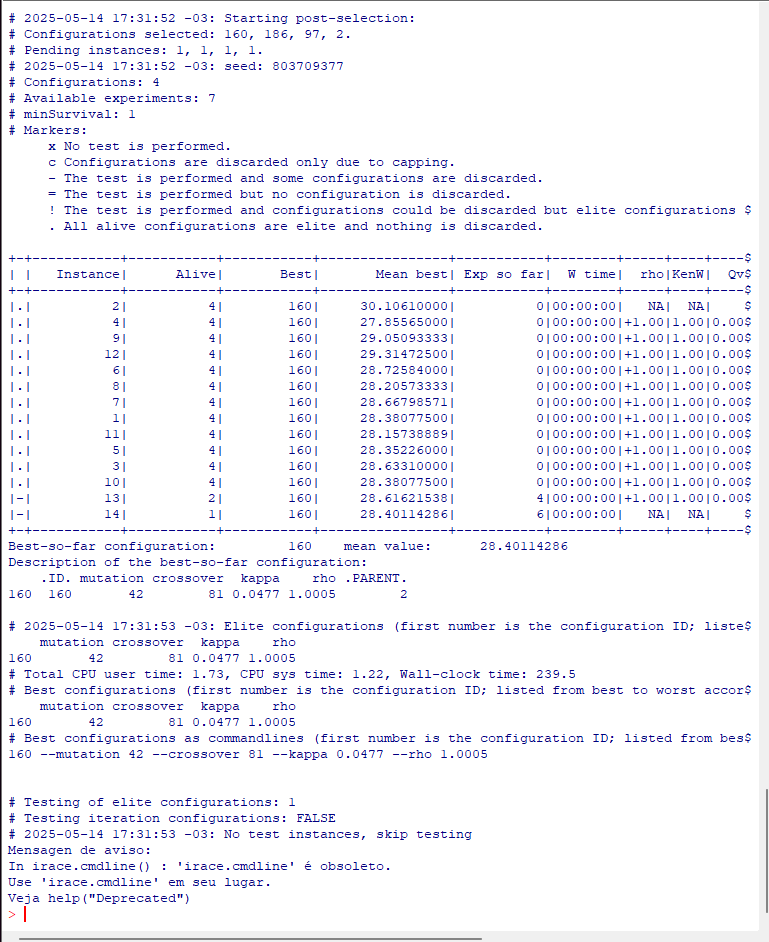 # 2025-05-14 17:31:52 -03: Starting post-selection:
# Configurations selected: 160, 186, 97, 2.
# Pending instances: 1, 1, 1, 1.
# 2025-05-14 17:31:52 -03: seed: 803709377
# Configurations: 4
# Available experiments: 7
# minSurvival: 1
# Markers:
     x No test is performed.
     c Configurations are discarded only due to capping.
     - The test is performed and some configurations are discarded.
     = The test is performed but no configuration is discarded.
     ! The test is performed and configurations could be discarded but elite configurations $
     . All alive configurations are elite and nothing is discarded.

+-+-----------+-----------+-----------+----------------+-----------+--------+-----+----+----$
| |   Instance|      Alive|       Best|       Mean best| Exp so far|  W time|  rho|KenW|  Qv$
+-+-----------+-----------+-----------+----------------+-----------+--------+-----+----+----$
|.|          2|          4|        160|     30.10610000|          0|00:00:00|   NA|  NA|    $
|.|          4|          4|        160|     27.85565000|          0|00:00:00|+1.00|1.00|0.00$
|.|          9|          4|        160|     29.05093333|          0|00:00:00|+1.00|1.00|0.00$
|.|         12|          4|        160|     29.31472500|          0|00:00:00|+1.00|1.00|0.00$
|.|          6|          4|        160|     28.72584000|          0|00:00:00|+1.00|1.00|0.00$
|.|          8|          4|        160|     28.20573333|          0|00:00:00|+1.00|1.00|0.00$
|.|          7|          4|        160|     28.66798571|          0|00:00:00|+1.00|1.00|0.00$
|.|          1|          4|        160|     28.38077500|          0|00:00:00|+1.00|1.00|0.00$
|.|         11|          4|        160|     28.15738889|          0|00:00:00|+1.00|1.00|0.00$
|.|          5|          4|        160|     28.35226000|          0|00:00:00|+1.00|1.00|0.00$
|.|          3|          4|        160|     28.63310000|          0|00:00:00|+1.00|1.00|0.00$
|.|         10|          4|        160|     28.38077500|          0|00:00:00|+1.00|1.00|0.00$
|-|         13|          2|        160|     28.61621538|          4|00:00:00|+1.00|1.00|0.00$
|-|         14|          1|        160|     28.40114286|          6|00:00:00|   NA|  NA|    $
+-+-----------+-----------+-----------+----------------+-----------+--------+-----+----+----$
Best-so-far configuration:         160    mean value:      28.40114286
Description of the best-so-far configuration:
    .ID. mutation crossover  kappa    rho .PARENT.
160  160       42        81 0.0477 1.0005        2

# 2025-05-14 17:31:53 -03: Elite configurations (first number is the configuration ID; liste$
    mutation crossover  kappa    rho
160       42        81 0.0477 1.0005
# Total CPU user time: 1.73, CPU sys time: 1.22, Wall-clock time: 239.5
# Best configurations (first number is the configuration ID; listed from best to worst accor$
    mutation crossover  kappa    rho
160       42        81 0.0477 1.0005
# Best configurations as commandlines (first number is the configuration ID; listed from bes$
160 --mutation 42 --crossover 81 --kappa 0.0477 --rho 1.0005

# Testing of elite configurations: 1
# Testing iteration configurations: FALSE
# 2025-05-14 17:31:53 -03: No test instances, skip testing
Mensagen de aviso:
In irace.cmdline() : 'irace.cmdline' é obsoleto.
Use 'irace.cmdline' em seu lugar.
Veja help("Deprecated")
>